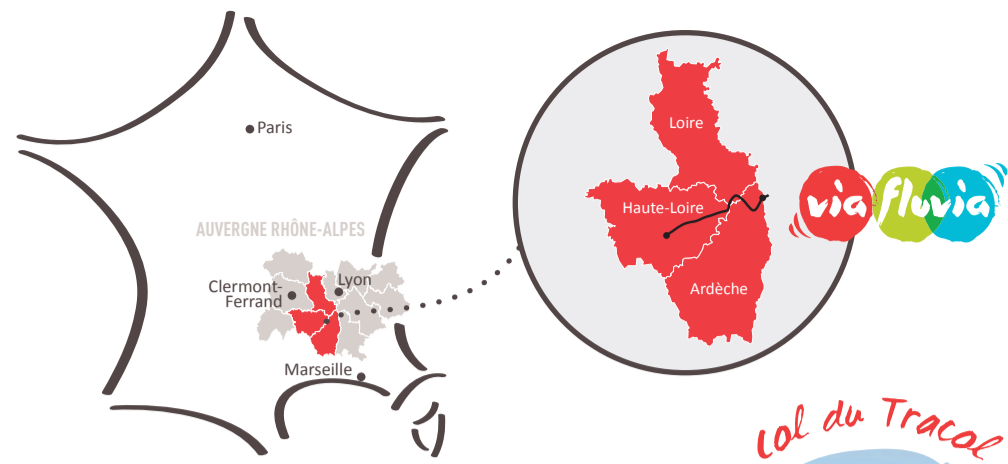 Paris
AUVERGNE RHÔNE-ALPES
Clermont-
Ferrand
Lyon
Marseille
Loire
Haute-Loire
Ardèche
via fluvia
Col du Tracol